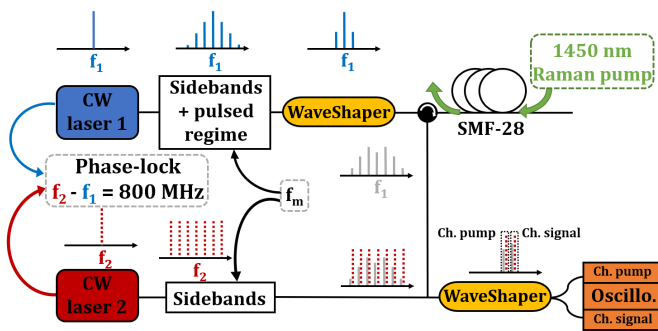 f1
f1
f1
1450 nm
Raman pump
CW
laser 1
Sidebands
+ pulsed
regime
WaveShaper
SMF-28
Phase-lock
f2 - f1 = 800 MHz
fm
f1
f2
f2
Ch. pump
Ch. signal
CW
laser 2
Sidebands
WaveShaper
Ch. pump
Oscillo.
Ch. signal